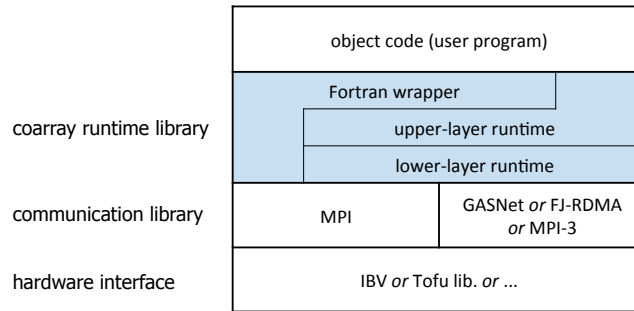 object code (user program)
Fortran wrapper
coarray runtime library
upper-layer runtime
lower-layer runtime
communication library
MPI
GASNet or FJ-RDMA
or MPI-3
hardware interface
IBV or Tofu lib. or ...